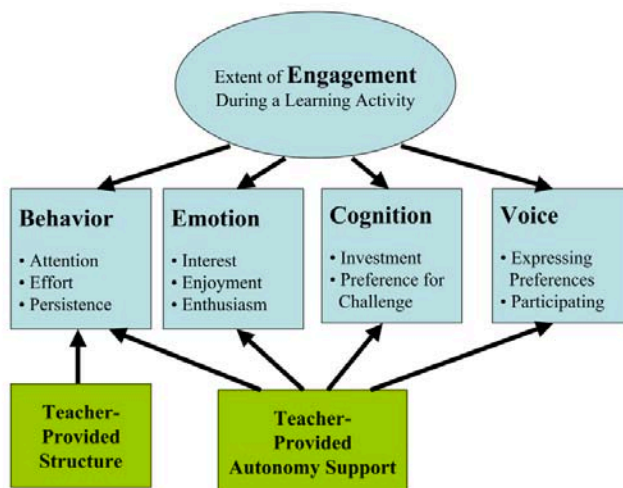 Extent of Engagement
During a Learning Activity
Behavior
• Attention
• Effort
• Persistence
Emotion
• Interest
• Enjoyment
• Enthusiasm
Cognition
• Investment
• Preference for
Challenge
Voice
• Expressing
Preferences
• Participating
Teacher-
Provided
Structure
Teacher-
Provided
Autonomy Support